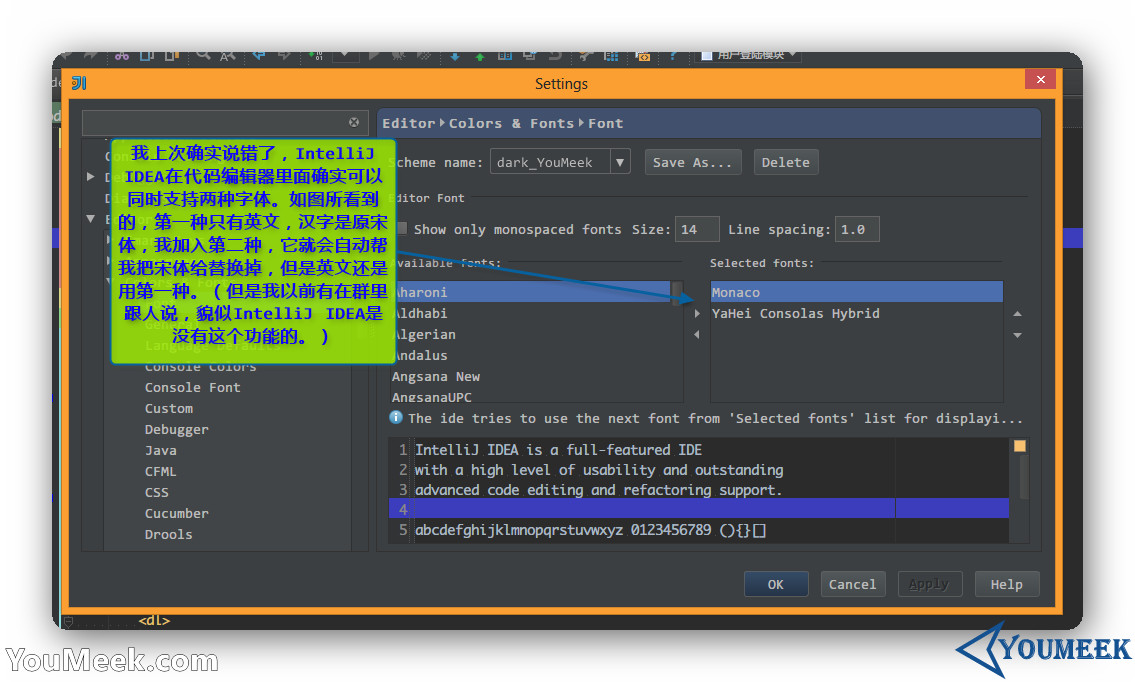 用户登陆模块
Settings
Editor Colors & Fonts Font
我上次确实说错了，IntelliJ
IDEA在代码编辑器里面确实可以
同时支持两种字体。如图所看到
的，第一种只有英文，汉字是原宋
体，我加入第二种，它就会自动帮
我把宋体给替换掉，但是英文还是
用第一种。（但是我以前有在群里
跟人说，貌似IntelliJ IDEA是
没有这个功能的。）
Console Colors
Console Font
Custom
Debugger
Java
CFML
CSS
Cucumber
Drools
Scheme name: dark_YouMeek Save As... Delete
Editor Font
Show only monospaced fonts Size: 14 Line spacing: 1.0
Available fonts: Selected fonts:
Aharoni
Aldhabi
Algerian
Andalus
Angsana New
AngsanaUPC
Monaco
YaHei Consolas Hybrid
The ide tries to use the next font from 'Selected fonts' list for displayi...
1 IntelliJ IDEA is a full-featured IDE
2 with a high level of usability and outstanding
3 advanced code editing and refactoring support.
4
5 abcdefghijklmnopqrstuvwxyz 0123456789 (){}[]
OK Cancel Apply Help
<dl>
YouMeek.com
YOUMEEK